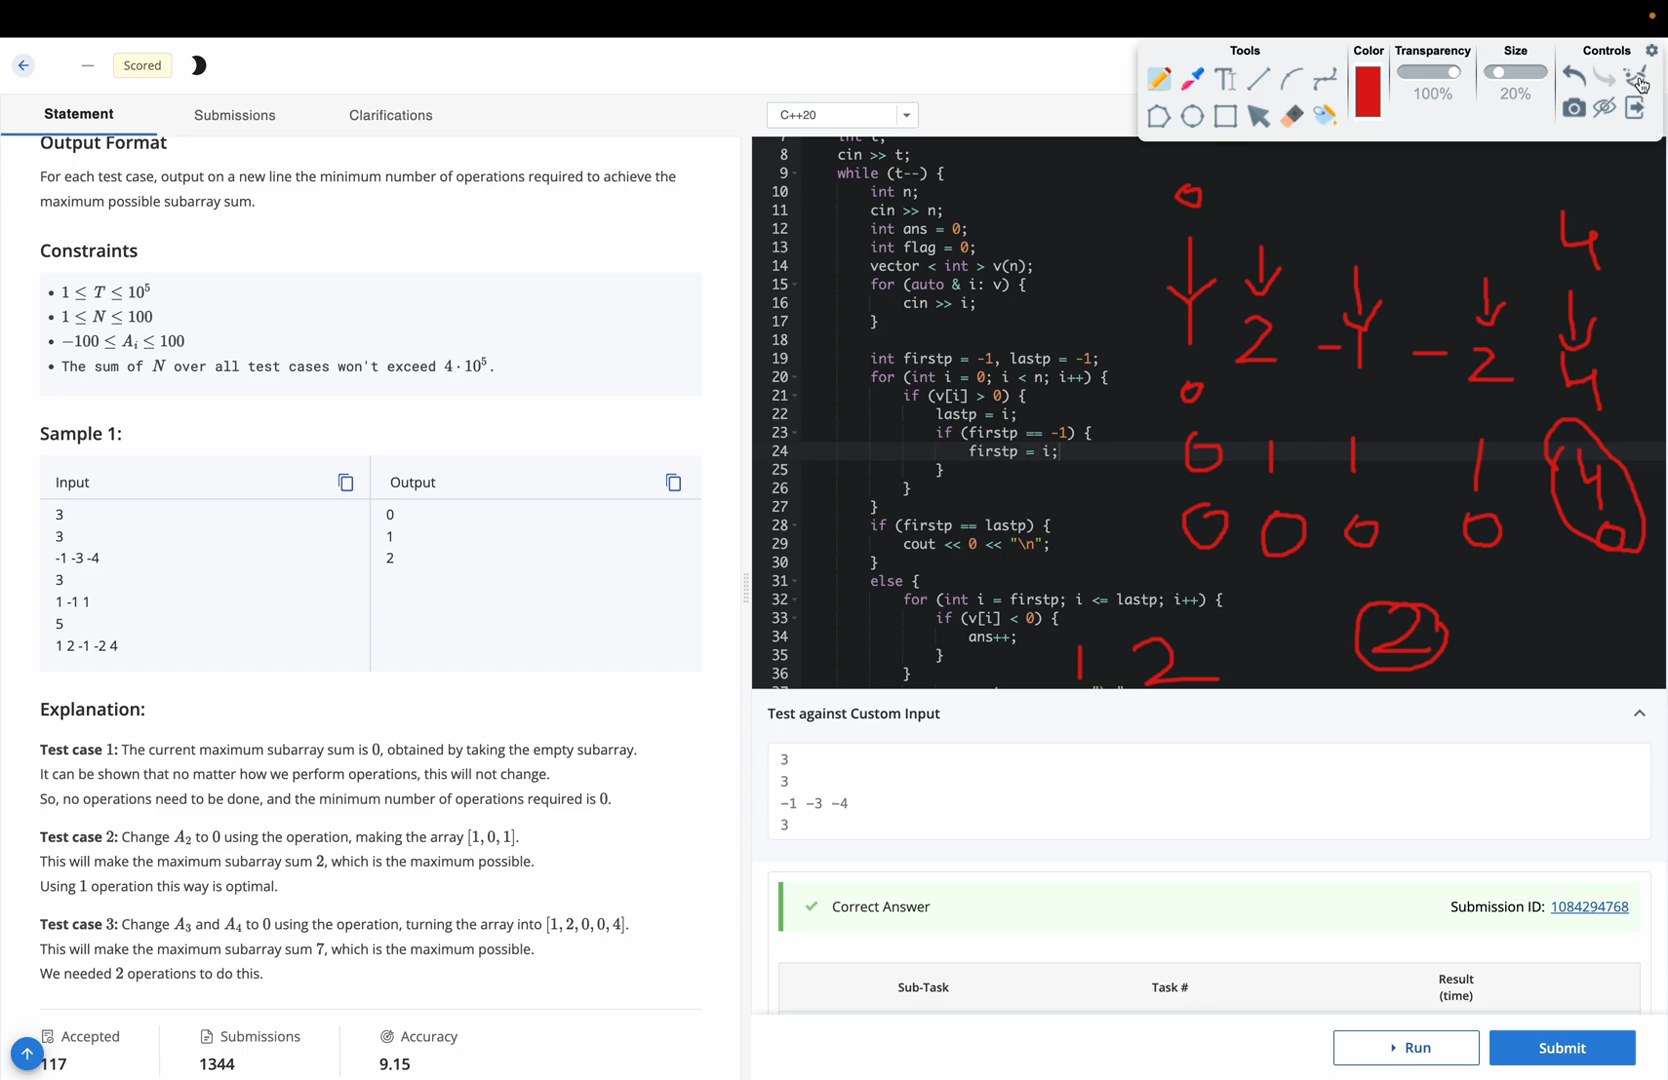 Scored
Tools
Color
Transparency
Size
Controls
100%
20%
Statement
Submissions
Clarifications
C++20
Output Format
For each test case, output on a new line the minimum number of operations required to achieve the
maximum possible subarray sum.
Constraints
• 1 ≤ T ≤ 10⁵
• 1 ≤ N ≤ 100
• −100 ≤ Aᵢ ≤ 100
• The sum of N over all test cases won't exceed 4 · 10⁵.
Sample 1:
Input
Output
3
3
-1 -3 -4
3
1 -1 1
5
1 2 -1 -2 4
0
1
2
Explanation:
Test case 1: The current maximum subarray sum is 0, obtained by taking the empty subarray.
It can be shown that no matter how we perform operations, this will not change.
So, no operations need to be done, and the minimum number of operations required is 0.
Test case 2: Change A₂ to 0 using the operation, making the array [1, 0, 1].
This will make the maximum subarray sum 2, which is the maximum possible.
Using 1 operation this way is optimal.
Test case 3: Change A₃ and A₄ to 0 using the operation, turning the array into [1, 2, 0, 0, 4].
This will make the maximum subarray sum 7, which is the maximum possible.
We needed 2 operations to do this.
Accepted
117
Submissions
1344
Accuracy
9.15
8 cin >> t;
9 while (t--) {
10 int n;
11 cin >> n;
12 int ans = 0;
13 int flag = 0;
14 vector < int > v(n);
15 for (auto & i: v) {
16 cin >> i;
17 }
18
19 int firstp = -1, lastp = -1;
20 for (int i = 0; i < n; i++) {
21 if (v[i] > 0) {
22 lastp = i;
23 if (firstp == -1) {
24 firstp = i;
25 }
26 }
27 }
28 if (firstp == lastp) {
29 cout << 0 << "\n";
30 }
31 else {
32 for (int i = firstp; i <= lastp; i++) {
33 if (v[i] < 0) {
34 ans++;
35 }
36 }
0
4
2 - - 2 4
0
0 1 1 1 4
0 0 0 0 0
2
1 2
Test against Custom Input
3
3
-1 -3 -4
3
Correct Answer
Submission ID: 1084294768
Sub-Task
Task #
Result
(time)
Run
Submit